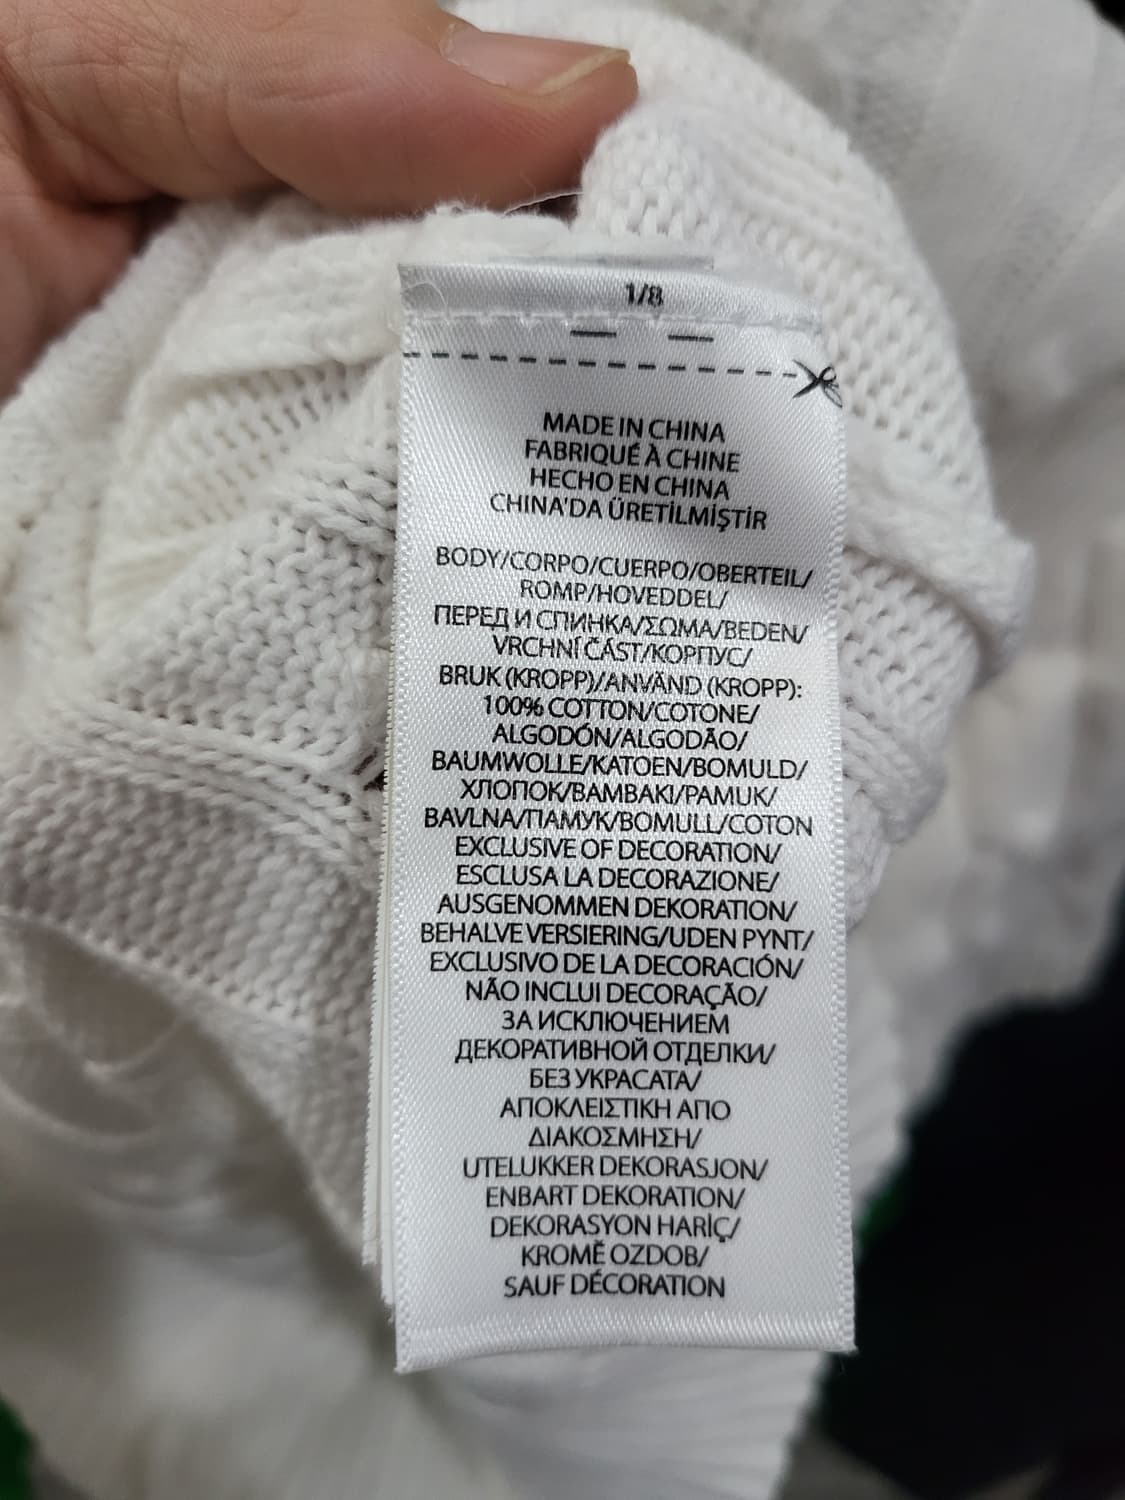 1/8
MADE IN CHINA
FABRIQUÉ À CHINE
HECHO EN CHINA
CHINA'DA ÜRETİLMİŞTİR
BODY/CORPO/CUERPO/OBERTEIL/
ROMP/HOVEDDEL/
ПЕРЕД И СПИНКА/ΣΩΜΑ/BEDEN/
VRCHNÍ ČÁST/КОРПУС/
BRUK (KROPP)/ANVÄND (KROPP):
100% COTTON/COTONE/
ALGODÓN/ALGODÃO/
BAUMWOLLE/KATOEN/BOMULD/
ХЛОПОК/ΒΑΜΒΑΚΙ/PAMUK/
BAVLNA/ПАМУК/BOMULL/COTON
EXCLUSIVE OF DECORATION/
ESCLUSA LA DECORAZIONE/
AUSGENOMMEN DEKORATION/
BEHALVE VERSIERING/UDEN PYNT/
EXCLUSIVO DE LA DECORACIÓN/
NÃO INCLUI DECORAÇÃO/
ЗА ИСКЛЮЧЕНИЕМ
ДЕКОРАТИВНОЙ ОТДЕЛКИ/
БЕЗ УКРАСАТА/
ΑΠΟΚΛΕΙΣΤΙΚΗ ΑΠΟ
ΔΙΑΚΟΣΜΗΣΗ/
UTELUKKER DEKORASJON/
ENBART DEKORATION/
DEKORASYON HARİÇ/
KROMĚ OZDOB/
SAUF DÉCORATION